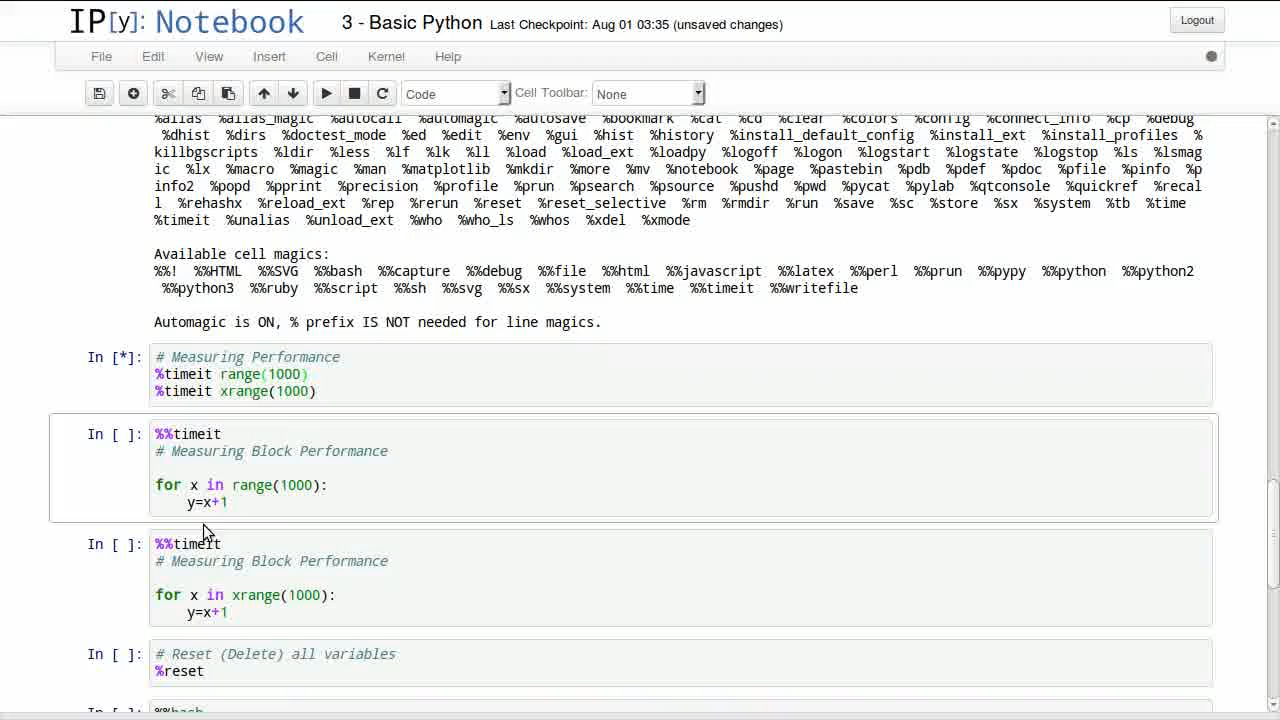 IP[y]: Notebook 3 - Basic Python Last Checkpoint: Aug 01 03:35 (unsaved changes) Logout
File Edit View Insert Cell Kernel Help
Code Cell Toolbar: None
%alias %alias_magic %autocall %automagic %autosave %bookmark %cat %cd %clear %colors %config %connect_info %cp %debug
%dhist %dirs %doctest_mode %ed %edit %env %gui %hist %history %install_default_config %install_ext %install_profiles %
killbgscripts %ldir %less %lf %lk %ll %load %load_ext %loadpy %logoff %logon %logstart %logstate %logstop %ls %lsmag
ic %lx %macro %magic %man %matplotlib %mkdir %more %mv %notebook %page %pastebin %pdb %pdef %pdoc %pfile %pinfo %p
info2 %popd %pprint %precision %profile %prun %psearch %psource %pushd %pwd %pycat %pylab %qtconsole %quickref %recal
l %rehashx %reload_ext %rep %rerun %reset %reset_selective %rm %rmdir %run %save %sc %store %sx %system %tb %time
%timeit %unalias %unload_ext %who %who_ls %whos %xdel %xmode
Available cell magics:
%%! %%HTML %%SVG %%bash %%capture %%debug %%file %%html %%javascript %%latex %%perl %%prun %%pypy %%python %%python2
%%python3 %%ruby %%script %%sh %%svg %%sx %%system %%time %%timeit %%writefile
Automagic is ON, % prefix IS NOT needed for line magics.
In [*]: # Measuring Performance
%timeit range(1000)
%timeit xrange(1000)
In [ ]: %%timeit
# Measuring Block Performance
for x in range(1000):
y=x+1
In [ ]: %%timeit
# Measuring Block Performance
for x in xrange(1000):
y=x+1
In [ ]: # Reset (Delete) all variables
%reset
In [ ]: %%bash